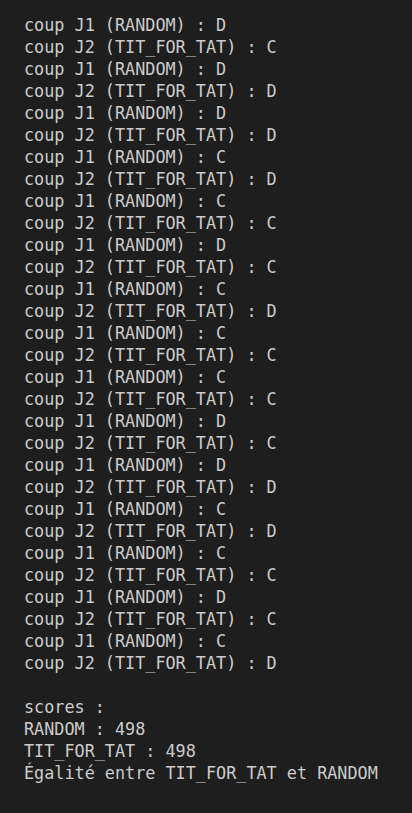 coup J1 (RANDOM) : D
coup J2 (TIT_FOR_TAT) : C
coup J1 (RANDOM) : D
coup J2 (TIT_FOR_TAT) : D
coup J1 (RANDOM) : D
coup J2 (TIT_FOR_TAT) : D
coup J1 (RANDOM) : C
coup J2 (TIT_FOR_TAT) : D
coup J1 (RANDOM) : C
coup J2 (TIT_FOR_TAT) : C
coup J1 (RANDOM) : D
coup J2 (TIT_FOR_TAT) : C
coup J1 (RANDOM) : C
coup J2 (TIT_FOR_TAT) : D
coup J1 (RANDOM) : C
coup J2 (TIT_FOR_TAT) : C
coup J1 (RANDOM) : C
coup J2 (TIT_FOR_TAT) : C
coup J1 (RANDOM) : D
coup J2 (TIT_FOR_TAT) : C
coup J1 (RANDOM) : D
coup J2 (TIT_FOR_TAT) : D
coup J1 (RANDOM) : C
coup J2 (TIT_FOR_TAT) : D
coup J1 (RANDOM) : C
coup J2 (TIT_FOR_TAT) : C
coup J1 (RANDOM) : D
coup J2 (TIT_FOR_TAT) : C
coup J1 (RANDOM) : C
coup J2 (TIT_FOR_TAT) : D
scores :
RANDOM : 498
TIT_FOR_TAT : 498
Égalité entre TIT_FOR_TAT et RANDOM